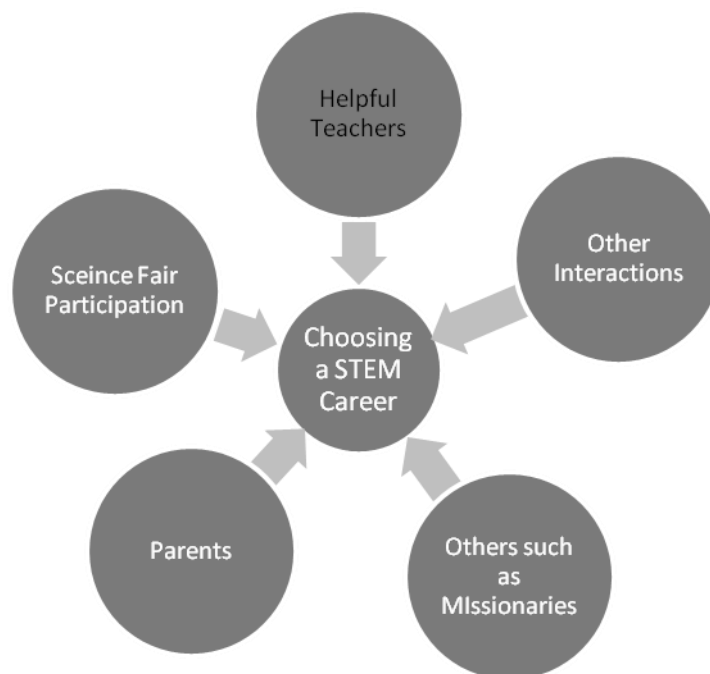 Helpful
Teachers
Other
Interactions
Sceince Fair
Participation
Choosing
a STEM
Career
Parents
Others such
as
MIssionaries